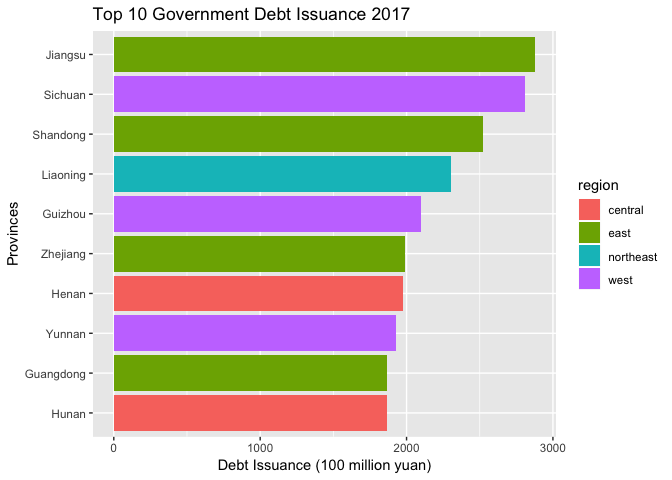 Top 10 Government Debt Issuance 2017
Jiangsu
Sichuan
Shandong
Liaoning
Guizhou
Zhejiang
Henan
Yunnan
Guangdong
Hunan
Provinces
0 1000 2000 3000
Debt Issuance (100 million yuan)
region
central
east
northeast
west